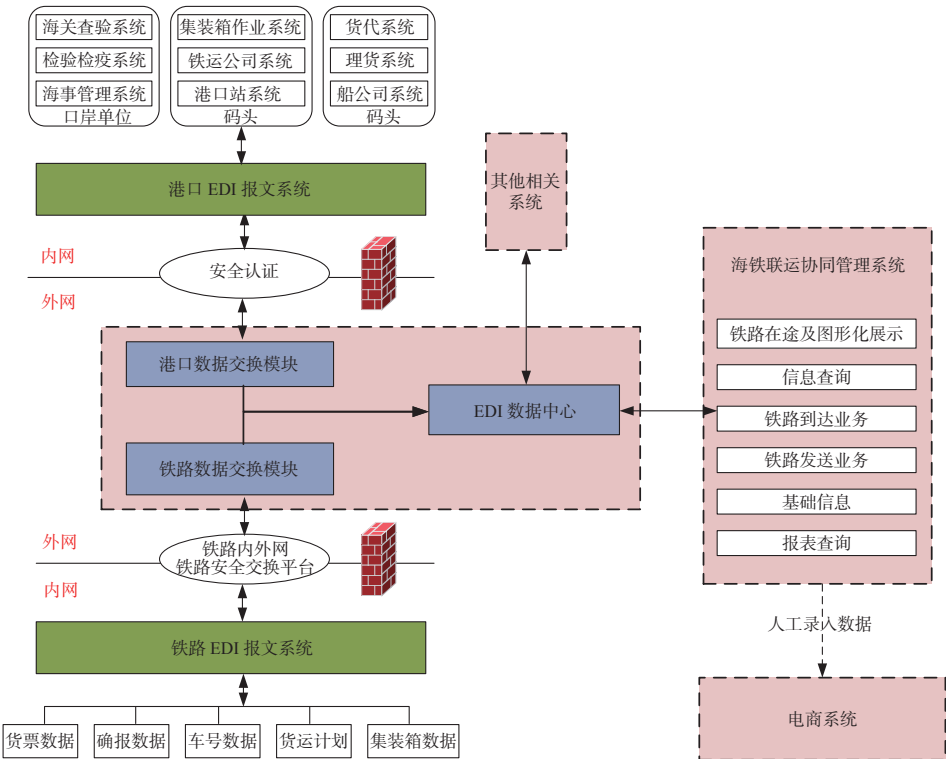 海关查验系统
检验检疫系统
海事管理系统
口岸单位
集装箱作业系统
铁运公司系统
港口站系统
码头
货代系统
理货系统
船公司系统
码头
港口 EDI 报文系统
内网
安全认证
外网
港口数据交换模块
铁路数据交换模块
EDI 数据中心
其他相关
系统
海铁联运协同管理系统
铁路在途及图形化展示
信息查询
铁路到达业务
铁路发送业务
基础信息
报表查询
外网
铁路内外网
铁路安全交换平台
内网
铁路 EDI 报文系统
货票数据
确报数据
车号数据
货运计划
集装箱数据
人工录入数据
电商系统